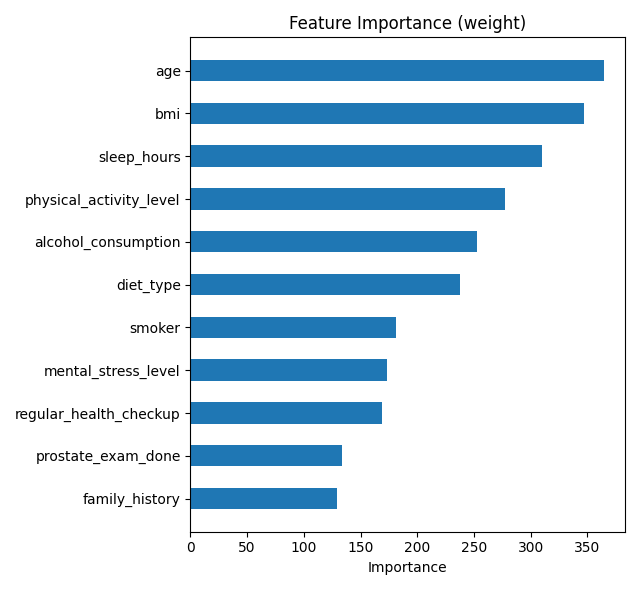 Feature Importance (weight)
age
bmi
sleep_hours
physical_activity_level
alcohol_consumption
diet_type
smoker
mental_stress_level
regular_health_checkup
prostate_exam_done
family_history
0 50 100 150 200 250 300 350
Importance